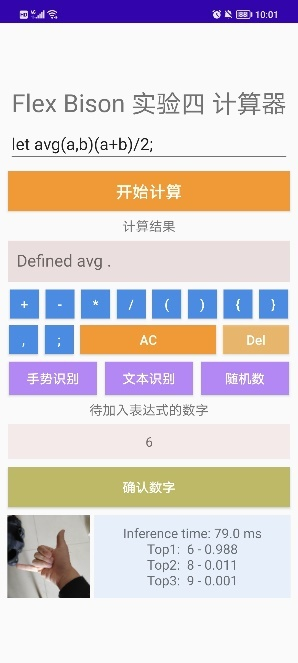 10:01
Flex Bison 实验四 计算器
let avg(a,b)(a+b)/2;
开始计算
计算结果
Defined avg .
+ - * / ( ) { }
, ; AC Del
手势识别 文本识别 随机数
待加入表达式的数字
6
确认数字
Inference time: 79.0 ms
Top1: 6 - 0.988
Top2: 8 - 0.011
Top3: 9 - 0.001